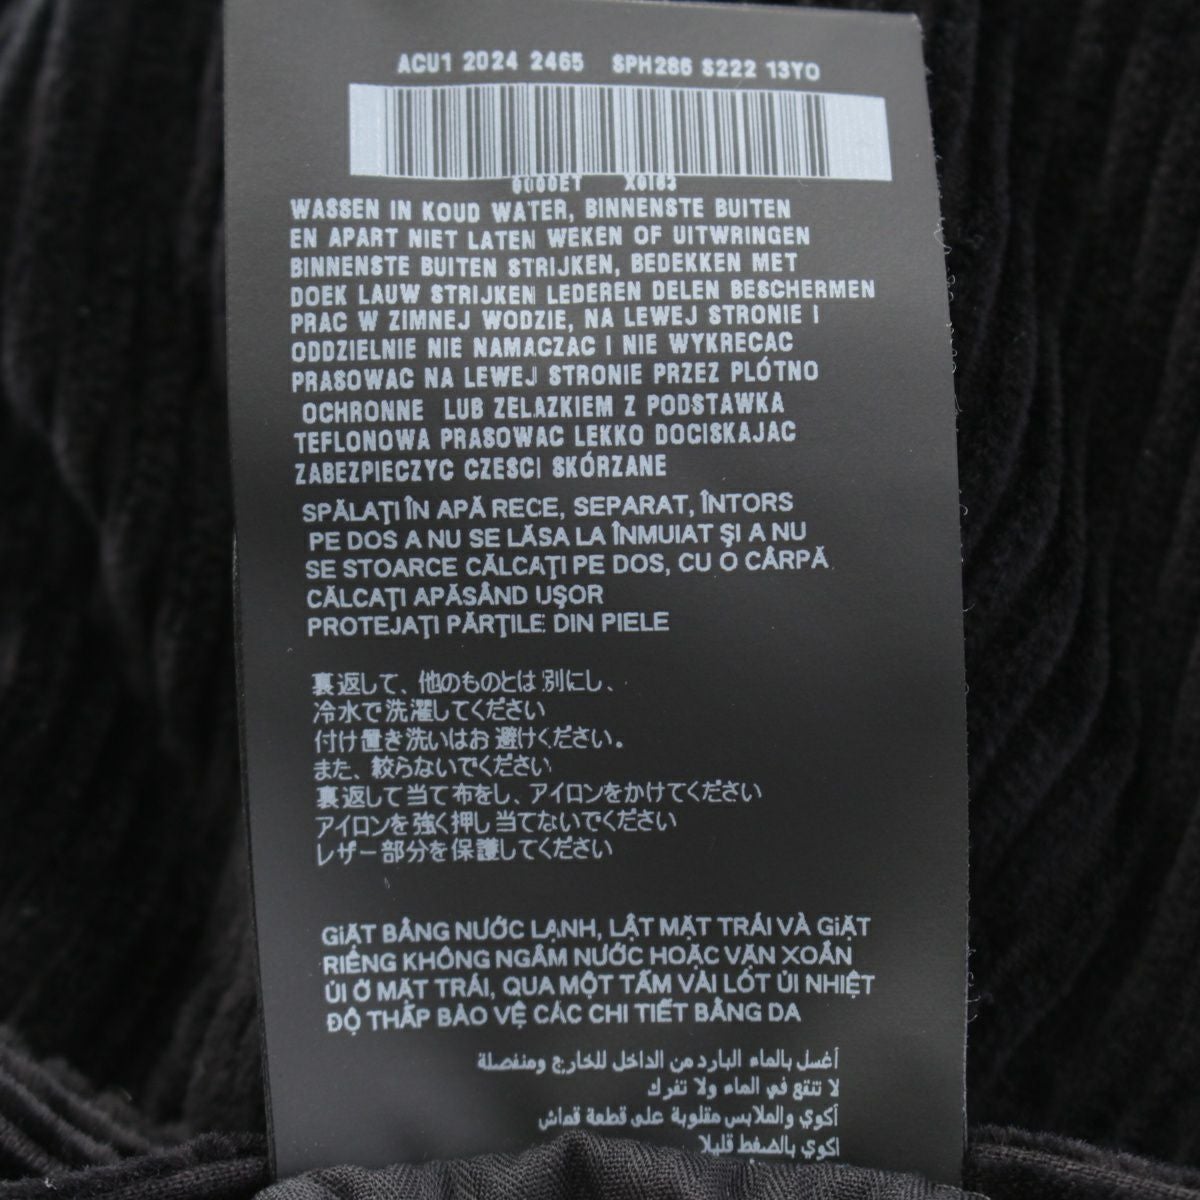 ACU1 2024 2465 SPH286 S222 13YO
WASSEN IN KOUD WATER, BINNENSTE BUITEN
EN APART NIET LATEN WEKEN OF UITWRINGEN
BINNENSTE BUITEN STRIJKEN, BEDEKKEN MET
DOEK LAUW STRIJKEN LEDEREN DELEN BESCHERMEN
PRAC W ZIMNEJ WODZIE, NA LEWEJ STRONIE I
ODDZIELNIE NIE NAMACZAC I NIE WYKRECAC
PRASOWAC NA LEWEJ STRONIE PRZEZ PLÓTNO
OCHRONNE LUB ZELAZKIEM Z PODSTAWKA
TEFLONOWA PRASOWAC LEKKO DOCISKAJAC
ZABEZPIECZYC CZESCI SKÓRZANE
SPĂLAŢI ÎN APĂ RECE, SEPARAT, ÎNTORS
PE DOS A NU SE LĂSA LA ÎNMUIAT ŞI A NU
SE STOARCE CĂLCAŢI PE DOS, CU O CÂRPĂ
CĂLCAŢI APĂSÂND UŞOR
PROTEJAŢI PĂRŢILE DIN PIELE
裏返して、他のものとは別にし、
冷水で洗濯してください
付け置き洗いはお避けください。
また、絞らないでください
裏返して当て布をし、アイロンをかけてください
アイロンを強く押し当てないでください
レザー部分を保護してください
GIẶT BẰNG NƯỚC LẠNH, LẬT MẶT TRÁI VÀ GIẶT
RIÊNG KHÔNG NGÂM NƯỚC HOẶC VẶN XOẮN
ỦI Ở MẶT TRÁI, QUA MỘT TẤM VẢI LÓT ỦI NHIỆT
ĐỘ THẤP BẢO VỆ CÁC CHI TIẾT BẰNG DA
أغسل بالماء البارد من الداخل للخارج ومنفصلة
لا تنقع في الماء ولا تفرك
أكوي والملابس مقلوبة على قطعة قماش
اكوي بالضغط قليلا